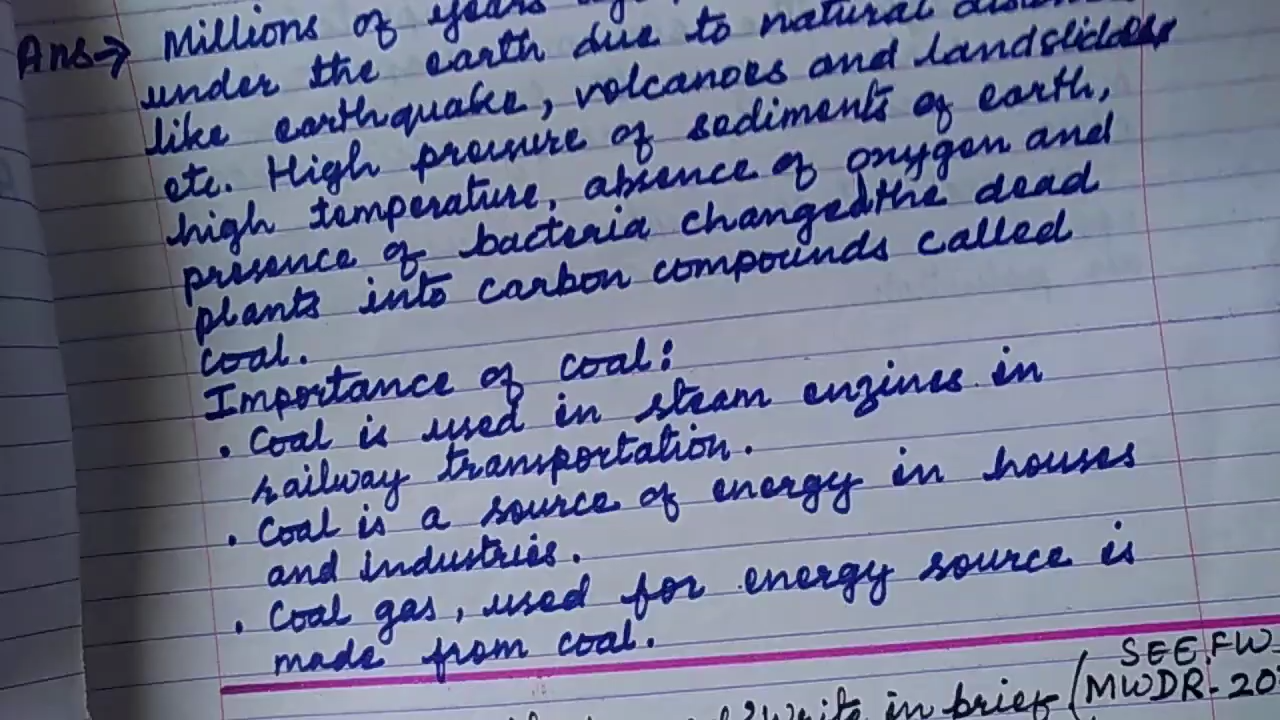 Ans→ Millions of years
under the earth due to natural
like earthquake, volcanoes and landslides
etc. High pressure of sediments of earth,
high temperature, absence of oxygen and
presence of bacteria changed the dead
plants into carbon compounds called
coal.
Importance of coal:
• Coal is used in steam enzines in
railway transportation.
• Coal is a source of energy in houses
and industries.
• Coal gas, used for energy source is
made from coal.
SEE, FW
write in brief (MWDR-20